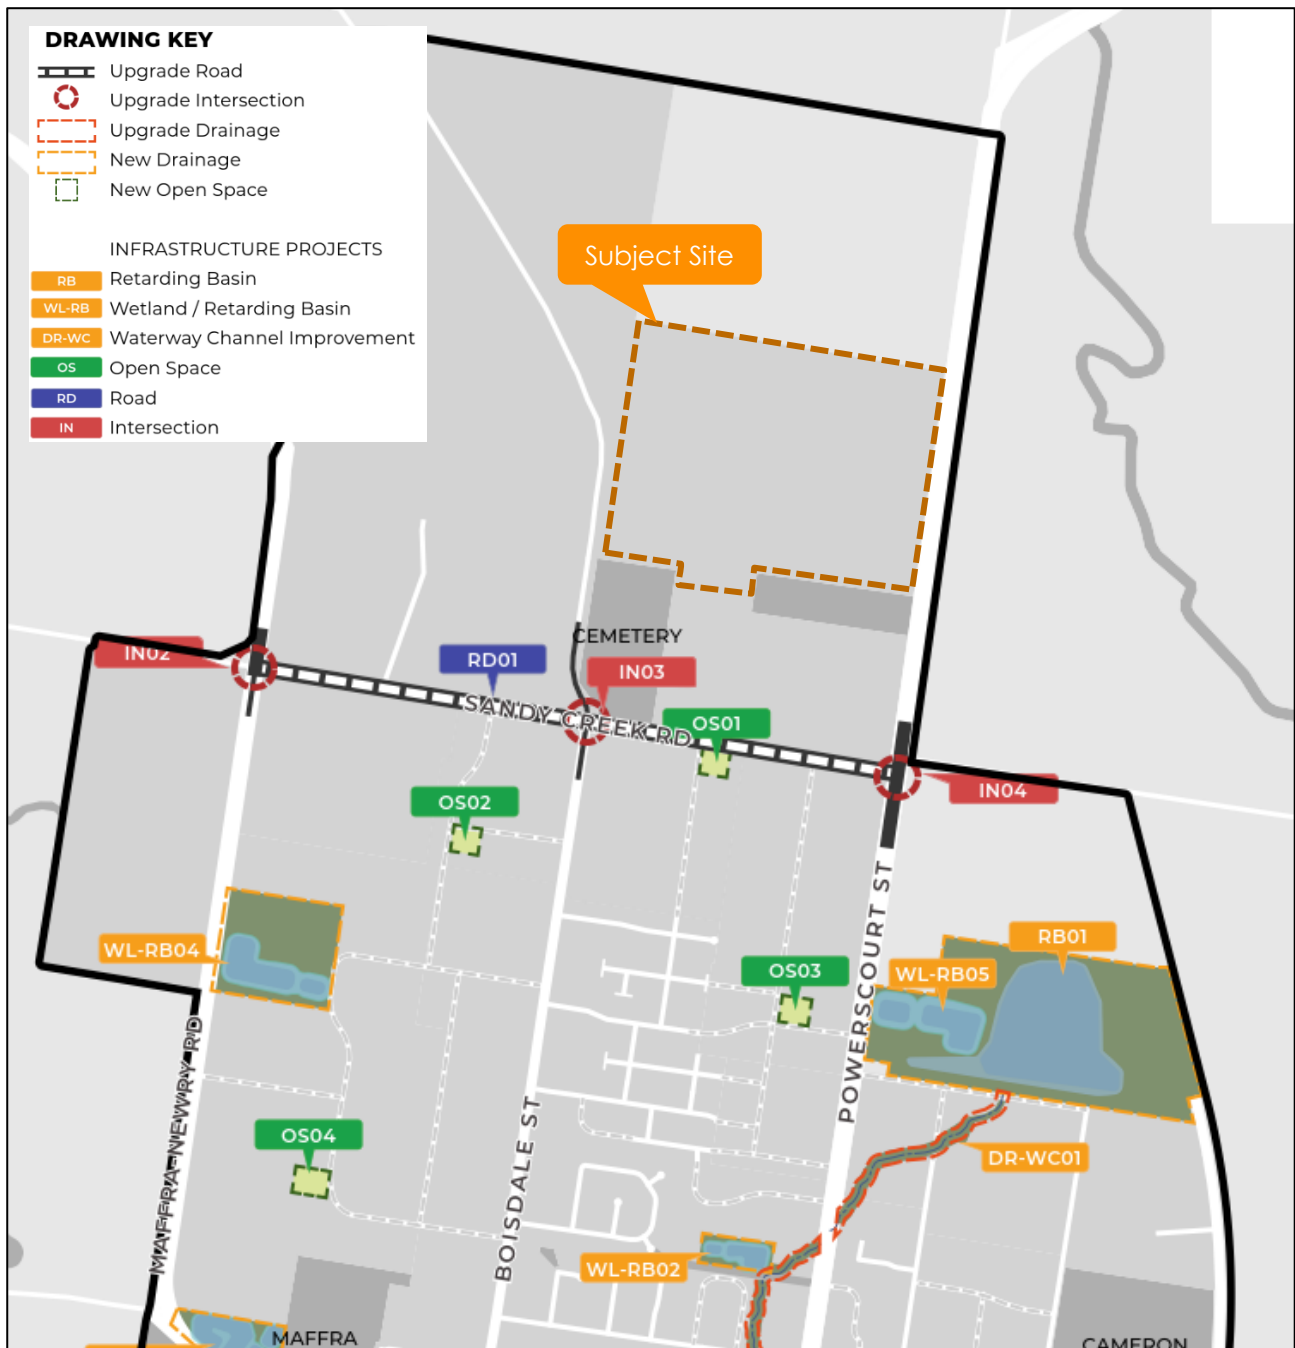 DRAWING KEY
Upgrade Road
Upgrade Intersection
Upgrade Drainage
New Drainage
New Open Space
INFRASTRUCTURE PROJECTS
RB Retarding Basin
WL-RB Wetland / Retarding Basin
DR-WC Waterway Channel Improvement
OS Open Space
RD Road
IN Intersection
Subject Site
CEMETERY
IN02
RD01
IN03
SANDY CREEK RD
OS01
IN04
OS02
POWERSCOURT ST
WL-RB04
RB01
OS03
WL-RB05
MAFFRA-NEWRY RD
BOISDALE ST
OS04
DR-WC01
WL-RB02
MAFFRA
CAMERON